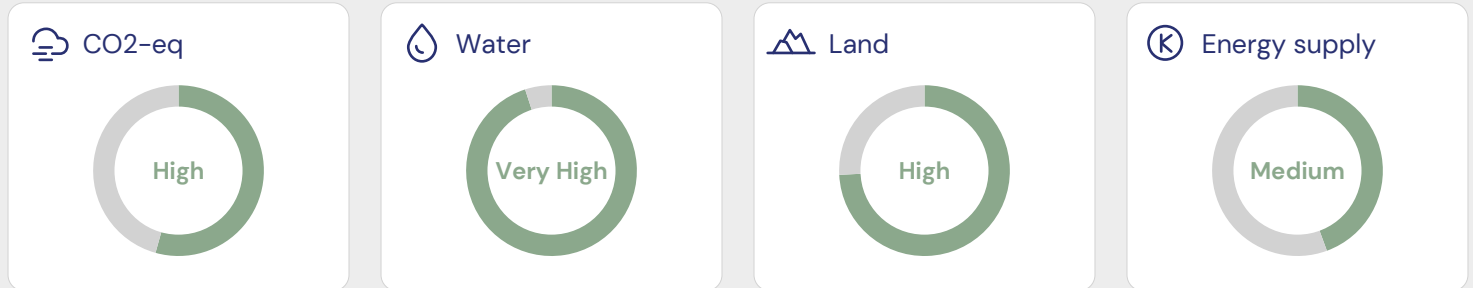 CO2-eq
High
Water
Very High
Land
High
Energy supply
Medium